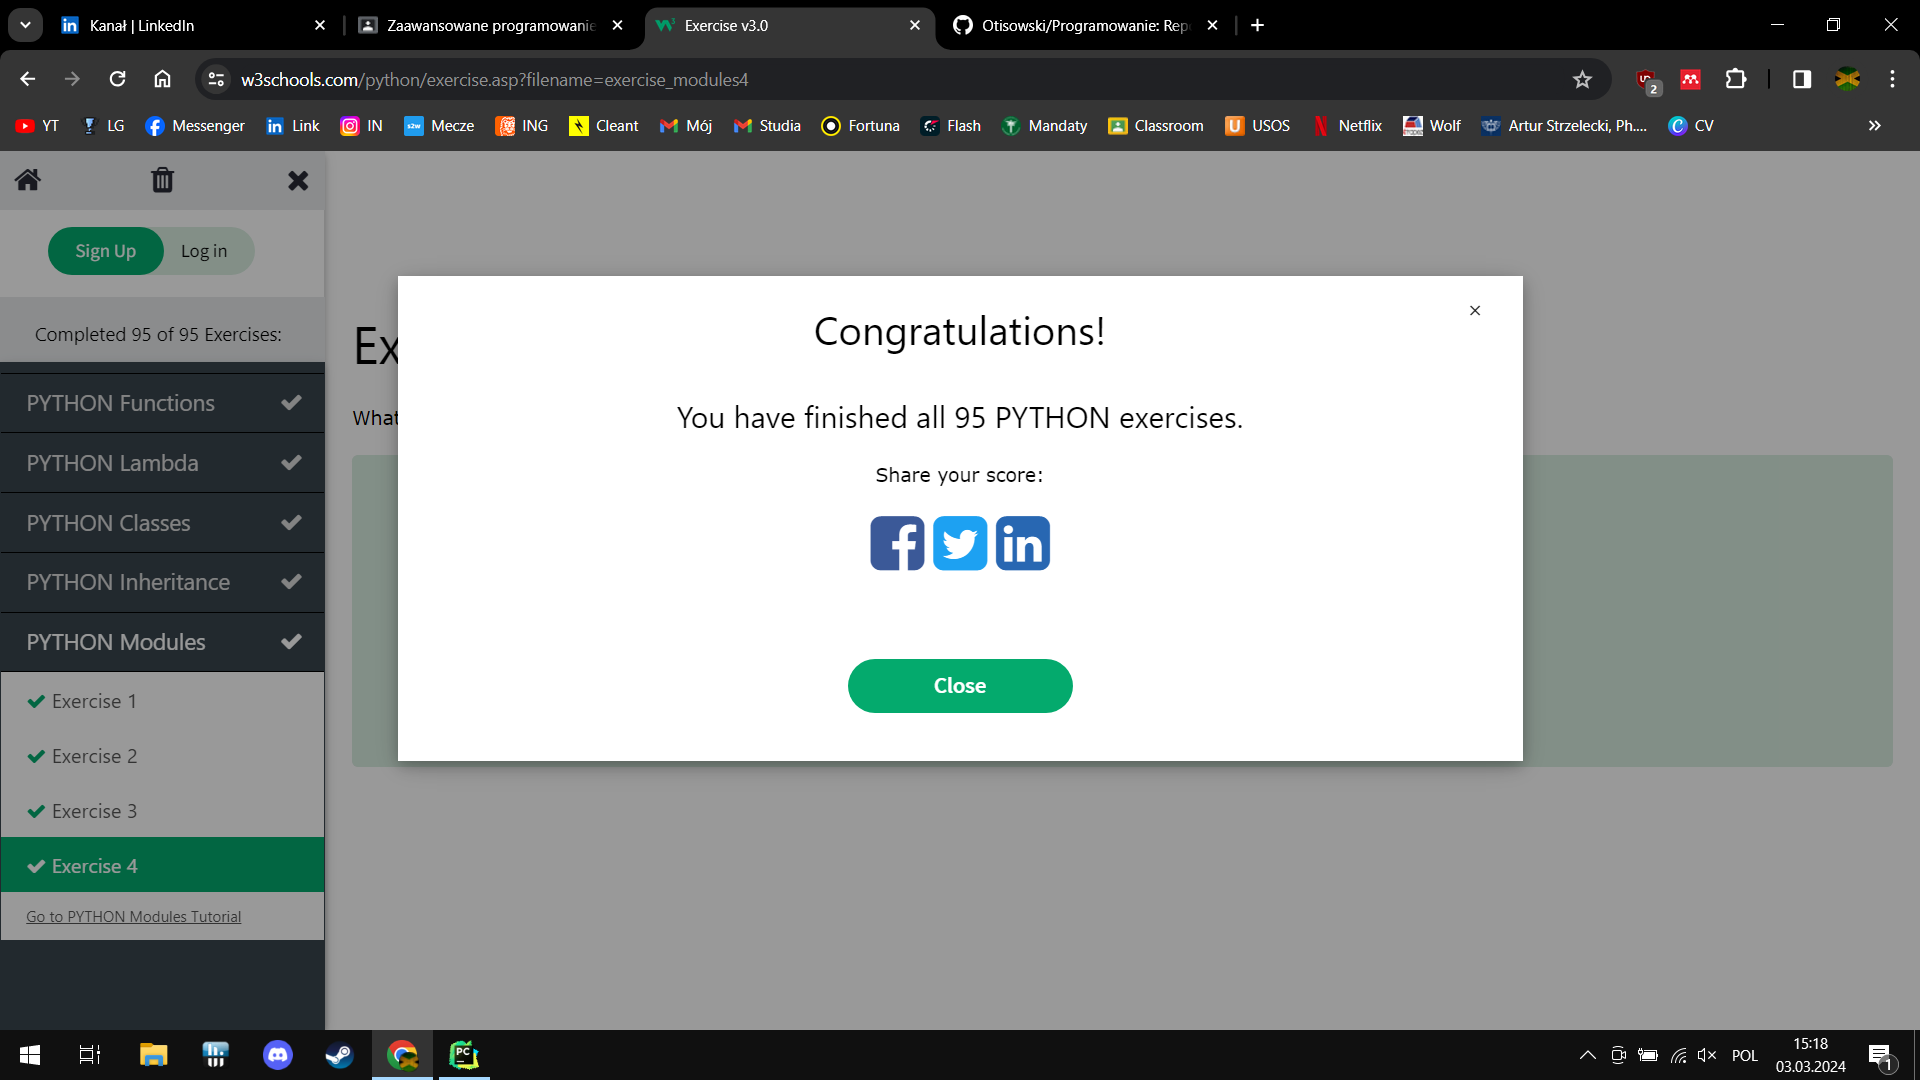 Kanał | LinkedIn
Zaawansowane programowanie
Exercise v3.0
Otisowski/Programowanie: Rep
w3schools.com/python/exercise.asp?filename=exercise_modules4
2
YT
LG
Messenger
Link
IN
Mecze
ING
Cleant
Mój
Studia
Fortuna
Flash
Mandaty
Classroom
USOS
Netflix
Wolf
Artur Strzelecki, Ph....
CV
Sign Up
Log in
Completed 95 of 95 Exercises:
PYTHON Functions
PYTHON Lambda
PYTHON Classes
PYTHON Inheritance
PYTHON Modules
Exercise 1
Exercise 2
Exercise 3
Exercise 4
Go to PYTHON Modules Tutorial
Ex
What
Congratulations!
You have finished all 95 PYTHON exercises.
Share your score:
Close
POL
15:18
03.03.2024
1